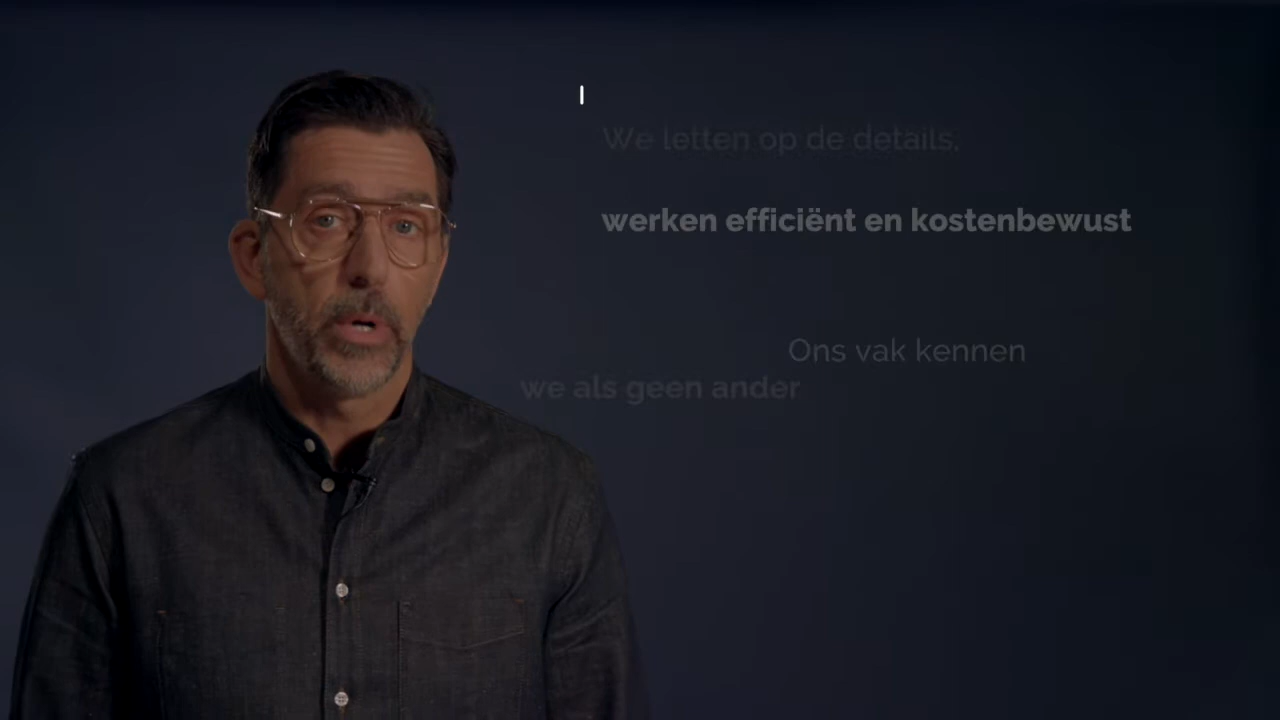 We letten op de details,
werken efficiënt en kostenbewust
Ons vak kennen
we als geen ander